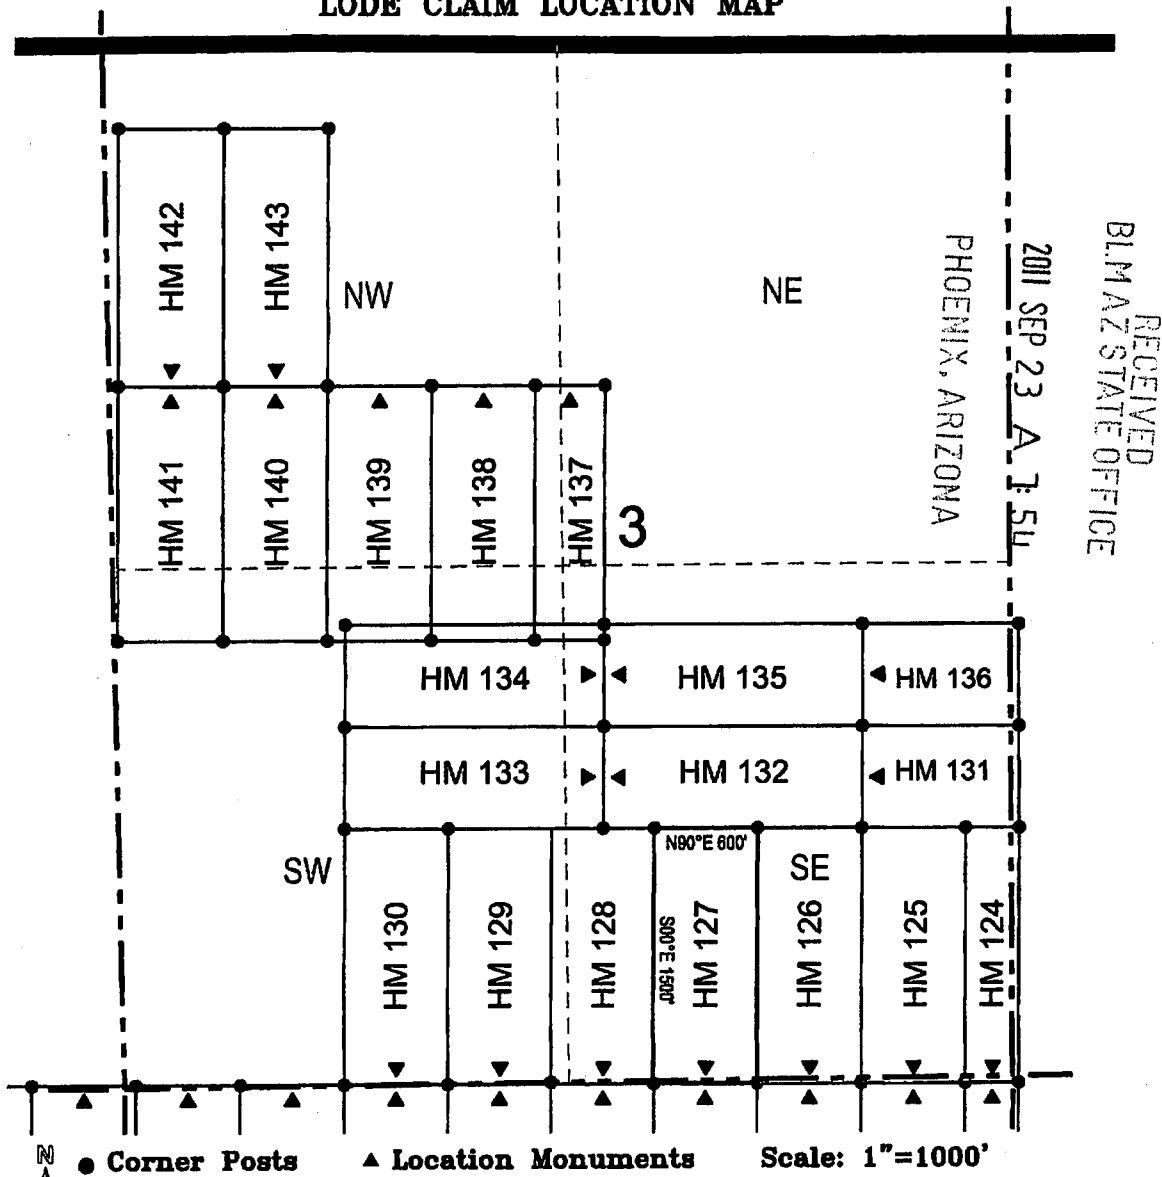 LODE CLAIM LOCATION MAP
HM 142
HM 143
NW
NE
PHOENIX, ARIZONA
2011 SEP 23 A
RECEIVED
BLM AZ STATE OFFICE
HM 141
HM 140
HM 139
HM 138
HM 137
3
HM 134
HM 135
HM 136
HM 133
HM 132
HM 131
N90°E 600'
SW
SE
HM 130
HM 129
HM 128
S00°E 1500'
HM 127
HM 126
HM 125
HM 124
N
Corner Posts
Location Monuments
Scale: 1"=1000'